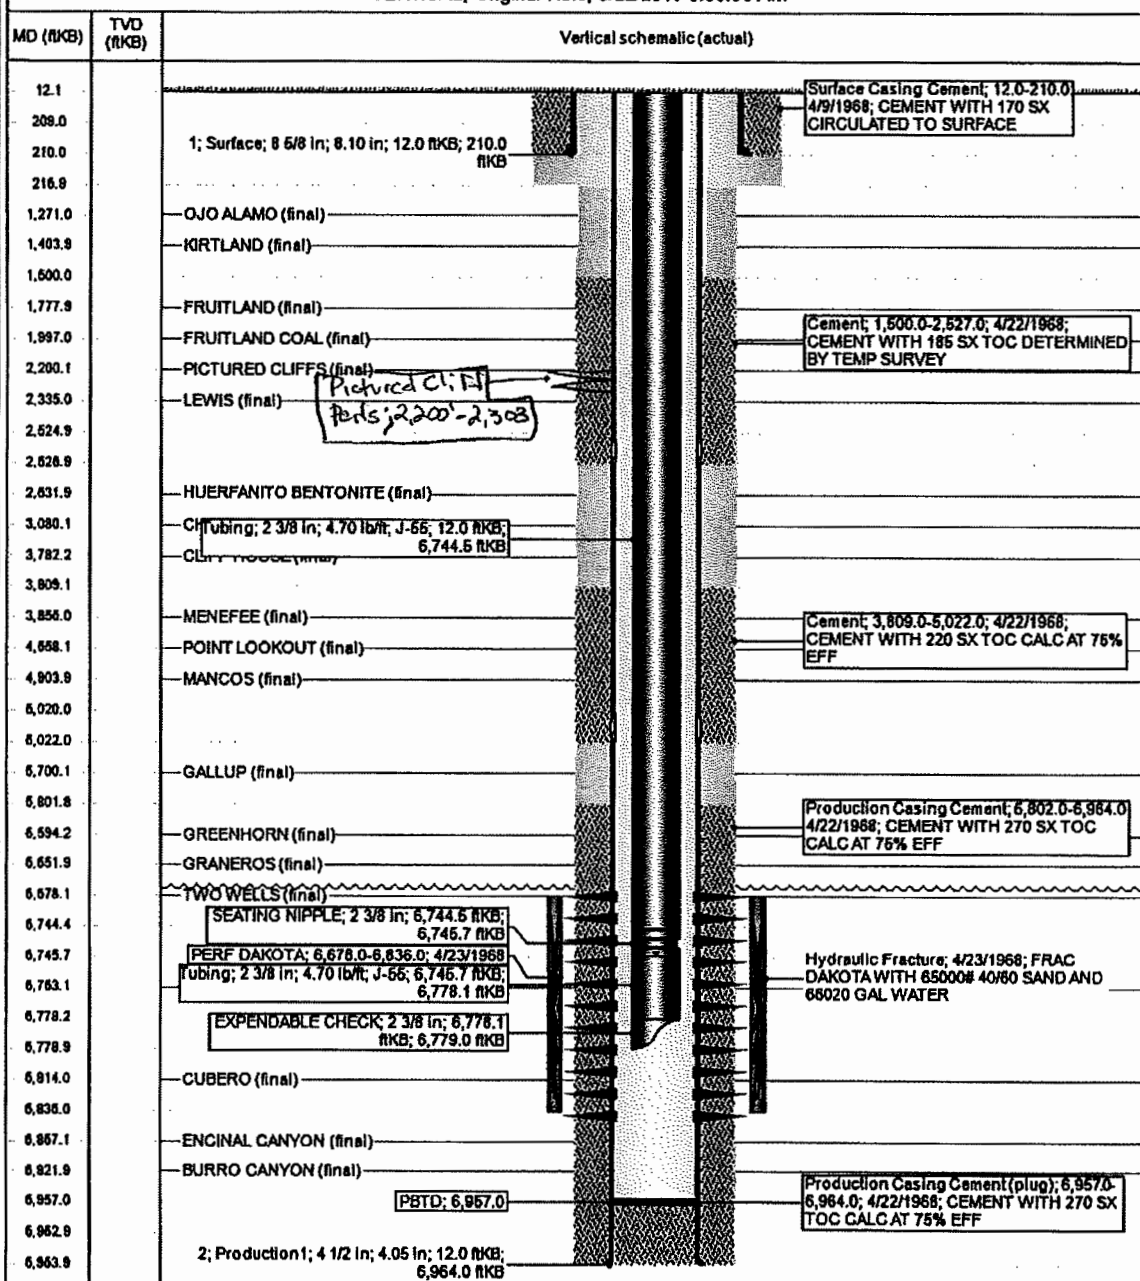 MD (ftKB)
TVD
(ftKB)
Vertical schematic (actual)
12.1
209.0
210.0
216.9
1,271.0
1,403.9
1,500.0
1,777.9
1,997.0
2,200.1
2,335.0
2,524.9
2,526.9
2,631.9
3,080.1
3,782.2
3,809.1
3,856.0
4,558.1
4,903.9
5,020.0
5,022.0
5,700.1
5,801.8
6,594.2
6,651.9
6,678.1
6,744.4
6,745.7
6,763.1
6,778.2
6,778.9
6,814.0
6,836.0
6,857.1
6,921.9
6,957.0
6,962.9
6,963.9
1; Surface; 8 5/8 in; 8.10 in; 12.0 ftKB; 210.0
ftKB
OJO ALAMO (final)
KIRTLAND (final)
FRUITLAND (final)
FRUITLAND COAL (final)
PICTURED CLIFFS (final)
Pictured Cliff
Perfs; 2,200'-2,308
LEWIS (final)
HUERFANITO BENTONITE (final)
Tubing; 2 3/8 in; 4.70 lb/ft; J-55; 12.0 ftKB;
6,744.5 ftKB
CLIFF HOUSE (final)
MENEFEE (final)
POINT LOOKOUT (final)
MANCOS (final)
GALLUP (final)
GREENHORN (final)
GRANEROS (final)
TWO WELLS (final)
SEATING NIPPLE; 2 3/8 in; 6,744.5 ftKB;
6,745.7 ftKB
PERF DAKOTA; 6,678.0-6,836.0; 4/23/1968
Tubing; 2 3/8 in; 4.70 lb/ft; J-55; 6,745.7 ftKB;
6,778.1 ftKB
EXPENDABLE CHECK; 2 3/8 in; 6,778.1
ftKB; 6,779.0 ftKB
CUBERO (final)
ENCINAL CANYON (final)
BURRO CANYON (final)
PBTD; 6,957.0
2; Production1; 4 1/2 in; 4.05 in; 12.0 ftKB;
6,964.0 ftKB
Surface Casing Cement; 12.0-210.0
4/9/1968; CEMENT WITH 170 SX
CIRCULATED TO SURFACE
Cement; 1,500.0-2,527.0; 4/22/1968;
CEMENT WITH 185 SX TOC DETERMINED
BY TEMP SURVEY
Cement; 3,809.0-5,022.0; 4/22/1968;
CEMENT WITH 220 SX TOC CALC AT 75%
EFF
Production Casing Cement; 5,802.0-6,964.0
4/22/1968; CEMENT WITH 270 SX TOC
CALC AT 75% EFF
Hydraulic Fracture; 4/23/1968; FRAC
DAKOTA WITH 65000# 40/60 SAND AND
66020 GAL WATER
Production Casing Cement (plug); 6,957.0-
6,964.0; 4/22/1968; CEMENT WITH 270 SX
TOC CALC AT 75% EFF